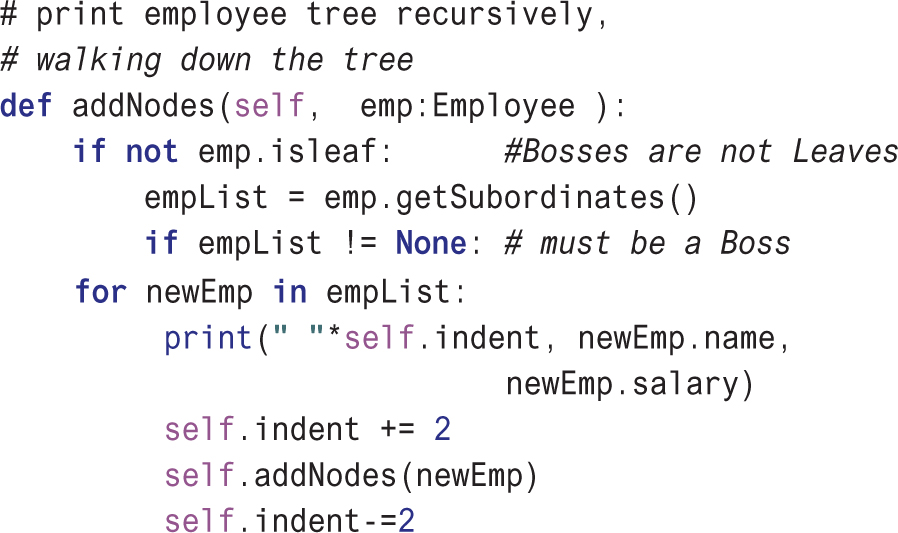 # print employee tree recursively,
# walking down the tree
def addNodes(self,  emp:Employee ):
    if not emp.isleaf:      #Bosses are not Leaves
        empList = emp.getSubordinates()
        if empList != None: # must be a Boss
    for newEmp in empList:
         print(" "*self.indent, newEmp.name,
                            newEmp.salary)
         self.indent += 2
         self.addNodes(newEmp)
         self.indent-=2